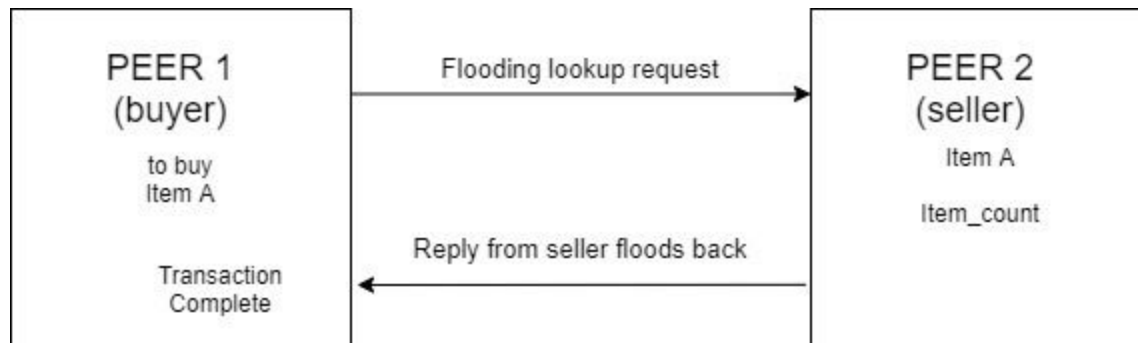 PEER 1
(buyer)
to buy
Item A
Transaction
Complete
Flooding lookup request
Reply from seller floods back
PEER 2
(seller)
Item A
Item_count